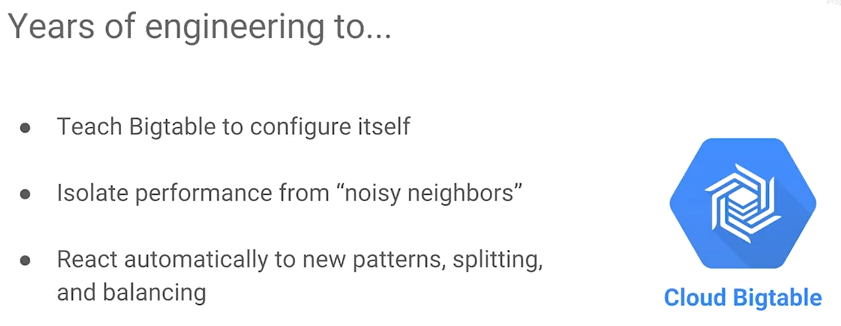 Years of engineering to...
● Teach Bigtable to configure itself
● Isolate performance from “noisy neighbors”
● React automatically to new patterns, splitting,
and balancing
Cloud Bigtable